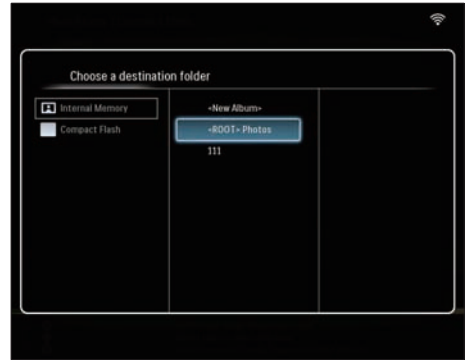 Choose a destination folder
Internal Memory
Compact Flash
<New Album>
<ROOT> Photos
111